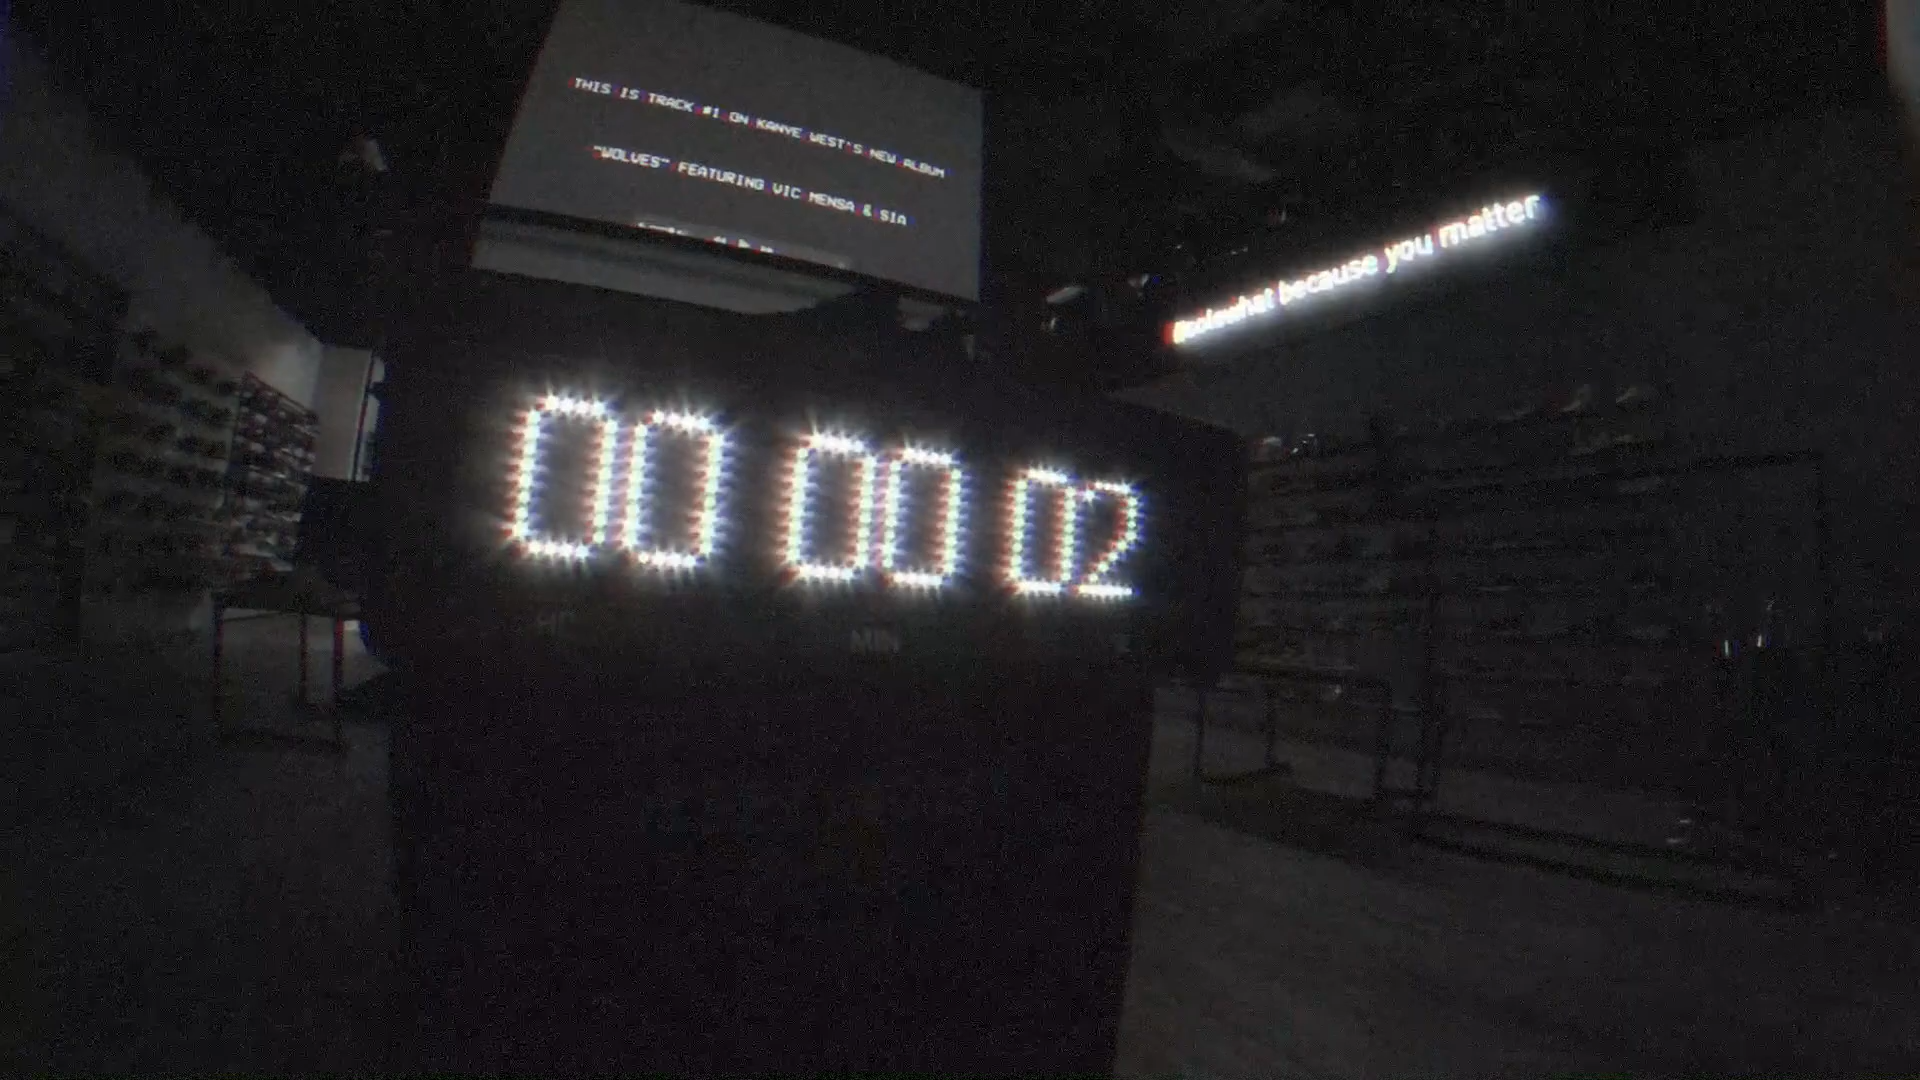 THIS IS TRACK #1 ON KANYE WEST'S NEW ALBUM
"WOLVES" FEATURING VIC MENSA & SIA
#solewhat because you matter
00 00 02
MIN